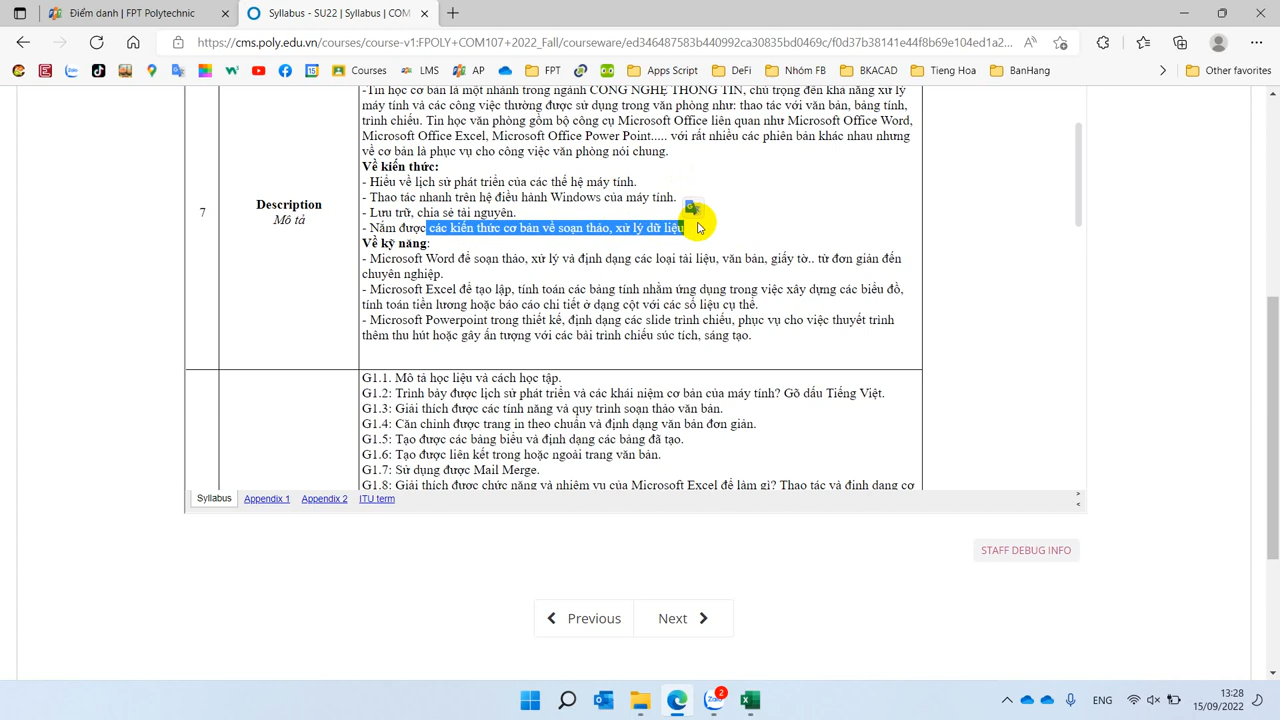 Điểm danh | FPT Polytechnic
Syllabus - SU22 | Syllabus | COM
https://cms.poly.edu.vn/courses/course-v1:FPOLY+COM107+2022_Fall/courseware/ed346487583b440992ca30835bd0469c/f0d37b38141e44f8b69e104ed1a2...
Courses
LMS
AP
FPT
Apps Script
Defi
Nhóm FB
BKACAD
Tieng Hoa
BanHang
Other favorites
-Tin học cơ bản là một nhánh trong ngành CÔNG NGHỆ THÔNG TIN, chú trọng đến khả năng xử lý
máy tính và các công việc thường được sử dụng trong văn phòng như: thao tác với văn bản, bảng tính,
trình chiếu. Tin học văn phòng gồm bộ công cụ Microsoft Office liên quan như Microsoft Office Word,
Microsoft Office Excel, Microsoft Office Power Point..... với rất nhiều các phiên bản khác nhau nhưng
về cơ bản là phục vụ cho công việc văn phòng nói chung.
Về kiến thức:
- Hiểu về lịch sử phát triển của các thế hệ máy tính.
- Thao tác nhanh trên hệ điều hành Windows của máy tính.
- Lưu trữ, chia sẻ tài nguyên.
- Nắm được các kiến thức cơ bản về soạn thảo, xử lý dữ liệu
7
Description
Mô tả
Về kỹ năng:
- Microsoft Word để soạn thảo, xử lý và định dạng các loại tài liệu, văn bản, giấy tờ.. từ đơn giản đến
chuyên nghiệp.
- Microsoft Excel để tạo lập, tính toán các bảng tính nhằm ứng dụng trong việc xây dựng các biểu đồ,
tính toán tiền lương hoặc báo cáo chi tiết ở dạng cột với các số liệu cụ thể.
- Microsoft Powerpoint trong thiết kế, định dạng các slide trình chiếu, phục vụ cho việc thuyết trình
thêm thu hút hoặc gây ấn tượng với các bài trình chiếu súc tích, sáng tạo.
G1.1. Mô tả học liệu và cách học tập.
G1.2: Trình bày được lịch sử phát triển và các khái niệm cơ bản của máy tính? Gõ dấu Tiếng Việt.
G1.3: Giải thích được các tính năng và quy trình soạn thảo văn bản.
G1.4: Căn chỉnh được trang in theo chuẩn và định dạng văn bản đơn giản.
G1.5: Tạo được các bảng biểu và định dạng các bảng đã tạo.
G1.6: Tạo được liên kết trong hoặc ngoài trang văn bản.
G1.7: Sử dụng được Mail Merge.
G1.8: Giải thích được chức năng và nhiệm vụ của Microsoft Excel để làm gì? Thao tác và định dạng cơ
Syllabus
Appendix 1
Appendix 2
ITU term
STAFF DEBUG INFO
Previous
Next
2
ENG
13:28
15/09/2022